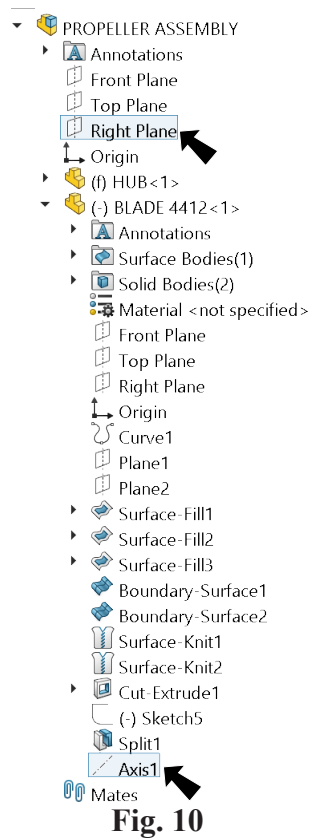 PROPELLER ASSEMBLY
Annotations
Front Plane
Top Plane
Right Plane
Origin
(f) HUB<1>
(-) BLADE 4412<1>
Annotations
Surface Bodies(1)
Solid Bodies(2)
Material <not specified>
Front Plane
Top Plane
Right Plane
Origin
Curve1
Plane1
Plane2
Surface-Fill1
Surface-Fill2
Surface-Fill3
Boundary-Surface1
Boundary-Surface2
Surface-Knit1
Surface-Knit2
Cut-Extrude1
(-) Sketch5
Split1
Axis1
Mates
Fig. 10